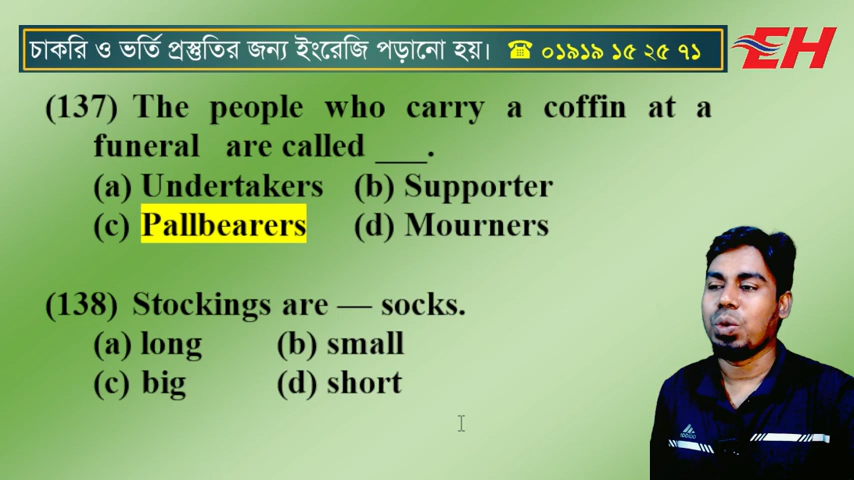 চাকরি ও ভর্তি প্রস্তুতির জন্য ইংরেজি পড়ানো হয়। ☎ ০১৯১৯ ১৫ ২৫ ৭১
EH
(137) The people who carry a coffin at a
funeral are called ___.
(a) Undertakers (b) Supporter
(c) Pallbearers (d) Mourners
(138) Stockings are — socks.
(a) long (b) small
(c) big (d) short